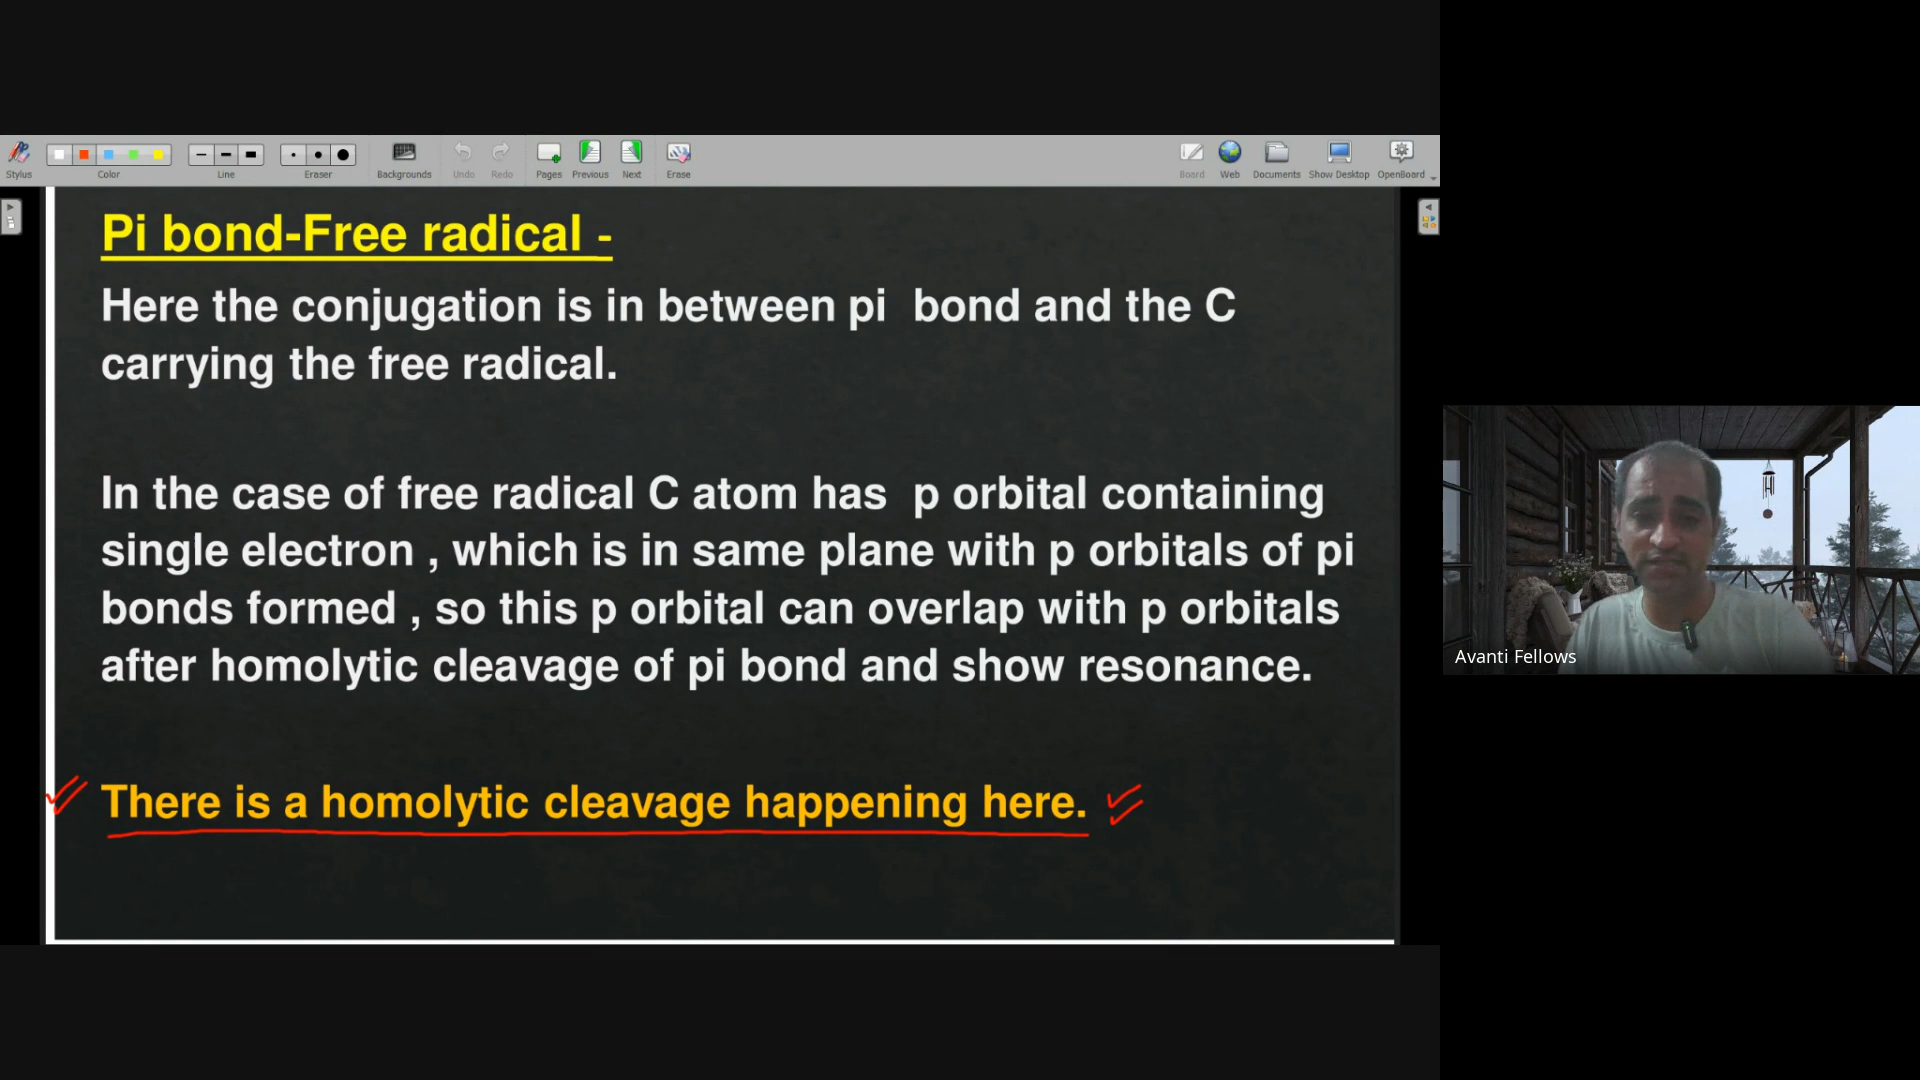 Stylus
Color
Line
Eraser
Backgrounds
Undo
Redo
Pages
Previous
Next
Erase
Board
Web
Documents
Show Desktop
OpenBoard
Pi bond-Free radical -
Here the conjugation is in between pi bond and the C
carrying the free radical.
In the case of free radical C atom has p orbital containing
single electron , which is in same plane with p orbitals of pi
bonds formed , so this p orbital can overlap with p orbitals
after homolytic cleavage of pi bond and show resonance.
There is a homolytic cleavage happening here.
Avanti Fellows